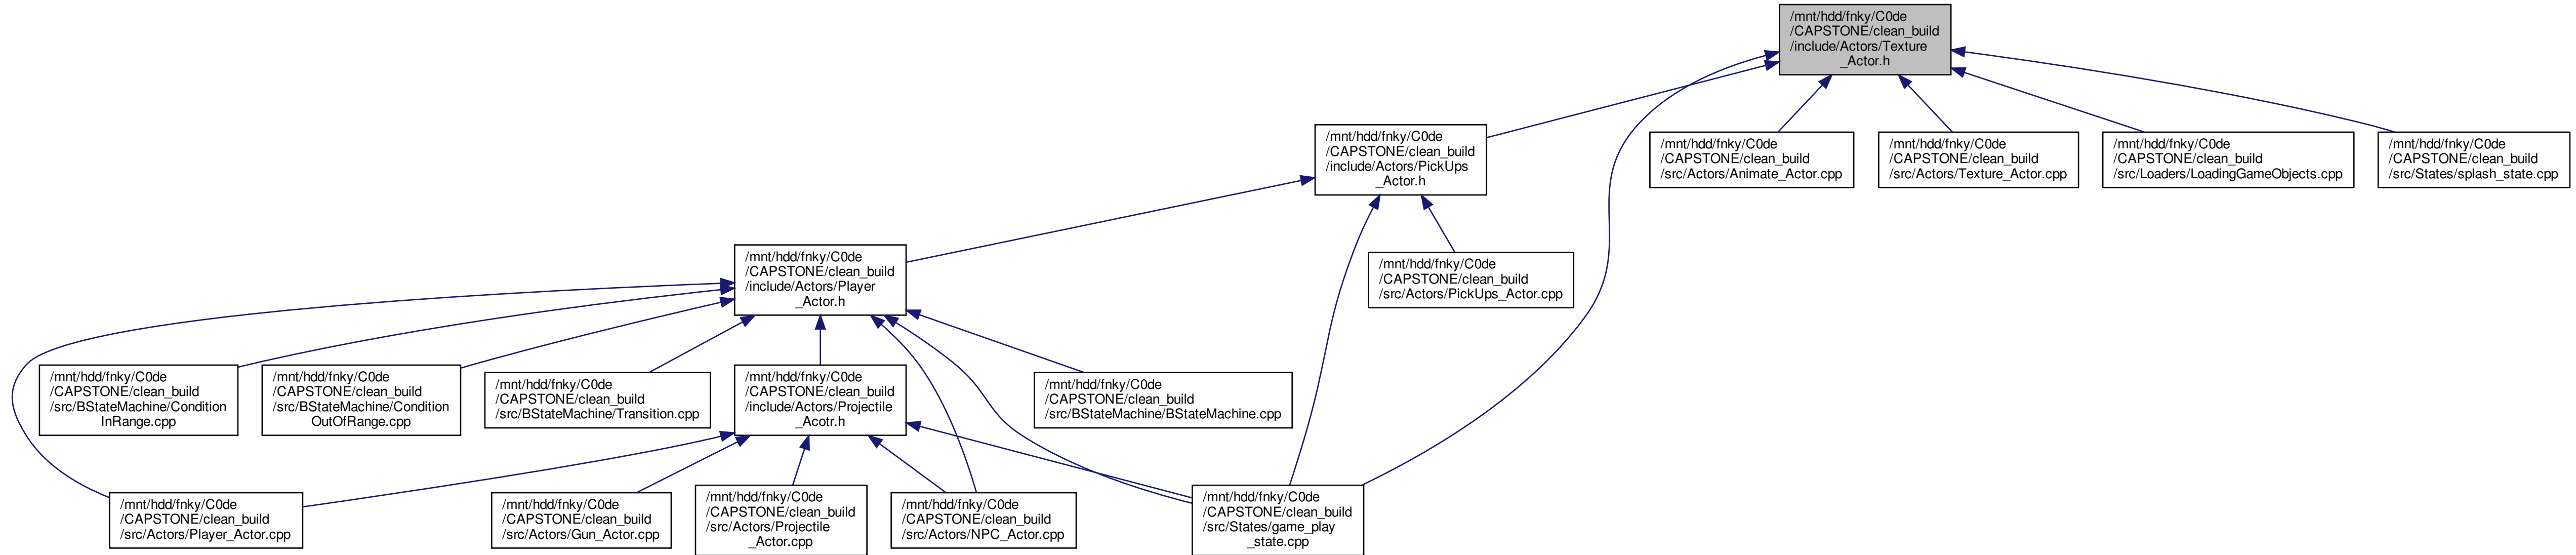 /mnt/hdd/fnky/C0de
/CAPSTONE/clean_build
/include/Actors/Texture
_Actor.h
/mnt/hdd/fnky/C0de
/CAPSTONE/clean_build
/include/Actors/PickUps
_Actor.h
/mnt/hdd/fnky/C0de
/CAPSTONE/clean_build
/src/Actors/Animate_Actor.cpp
/mnt/hdd/fnky/C0de
/CAPSTONE/clean_build
/src/Actors/Texture_Actor.cpp
/mnt/hdd/fnky/C0de
/CAPSTONE/clean_build
/src/Loaders/LoadingGameObjects.cpp
/mnt/hdd/fnky/C0de
/CAPSTONE/clean_build
/src/States/splash_state.cpp
/mnt/hdd/fnky/C0de
/CAPSTONE/clean_build
/include/Actors/Player
_Actor.h
/mnt/hdd/fnky/C0de
/CAPSTONE/clean_build
/src/Actors/PickUps_Actor.cpp
/mnt/hdd/fnky/C0de
/CAPSTONE/clean_build
/src/BStateMachine/Condition
InRange.cpp
/mnt/hdd/fnky/C0de
/CAPSTONE/clean_build
/src/BStateMachine/Condition
OutOfRange.cpp
/mnt/hdd/fnky/C0de
/CAPSTONE/clean_build
/src/BStateMachine/Transition.cpp
/mnt/hdd/fnky/C0de
/CAPSTONE/clean_build
/include/Actors/Projectile
_Acotr.h
/mnt/hdd/fnky/C0de
/CAPSTONE/clean_build
/src/BStateMachine/BStateMachine.cpp
/mnt/hdd/fnky/C0de
/CAPSTONE/clean_build
/src/Actors/Player_Actor.cpp
/mnt/hdd/fnky/C0de
/CAPSTONE/clean_build
/src/Actors/Gun_Actor.cpp
/mnt/hdd/fnky/C0de
/CAPSTONE/clean_build
/src/Actors/Projectile
_Actor.cpp
/mnt/hdd/fnky/C0de
/CAPSTONE/clean_build
/src/Actors/NPC_Actor.cpp
/mnt/hdd/fnky/C0de
/CAPSTONE/clean_build
/src/States/game_play
_state.cpp